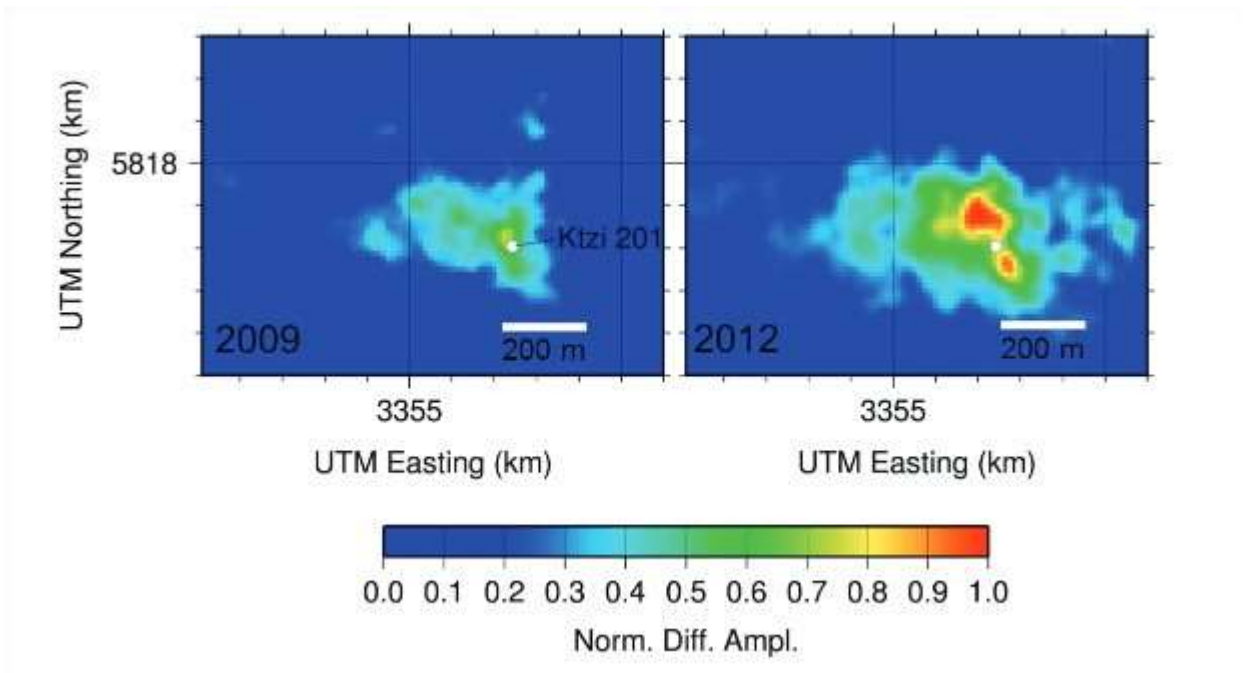 UTM Northing (km)
5818
Ktzi 201
2009
200 m
2012
200 m
3355
3355
UTM Easting (km)
UTM Easting (km)
0.0 0.1 0.2 0.3 0.4 0.5 0.6 0.7 0.8 0.9 1.0
Norm. Diff. Ampl.